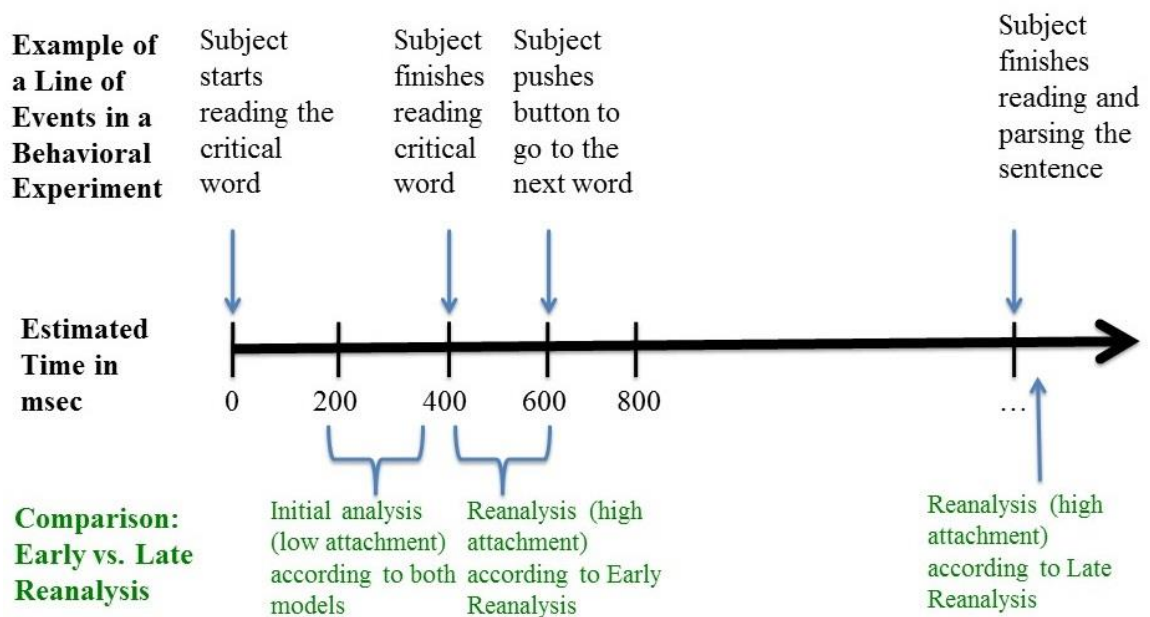 Example of
a Line of
Events in a
Behavioral
Experiment
Subject
starts
reading the
critical
word
Subject
finishes
reading
critical
word
Subject
pushes
button to
go to the
next word
Subject
finishes
reading and
parsing the
sentence
Estimated
Time in
msec
0 200 400 600 800 ...
Comparison:
Early vs. Late
Reanalysis
Initial analysis
(low attachment)
according to both
models
Reanalysis (high
attachment)
according to Early
Reanalysis
Reanalysis (high
attachment)
according to Late
Reanalysis